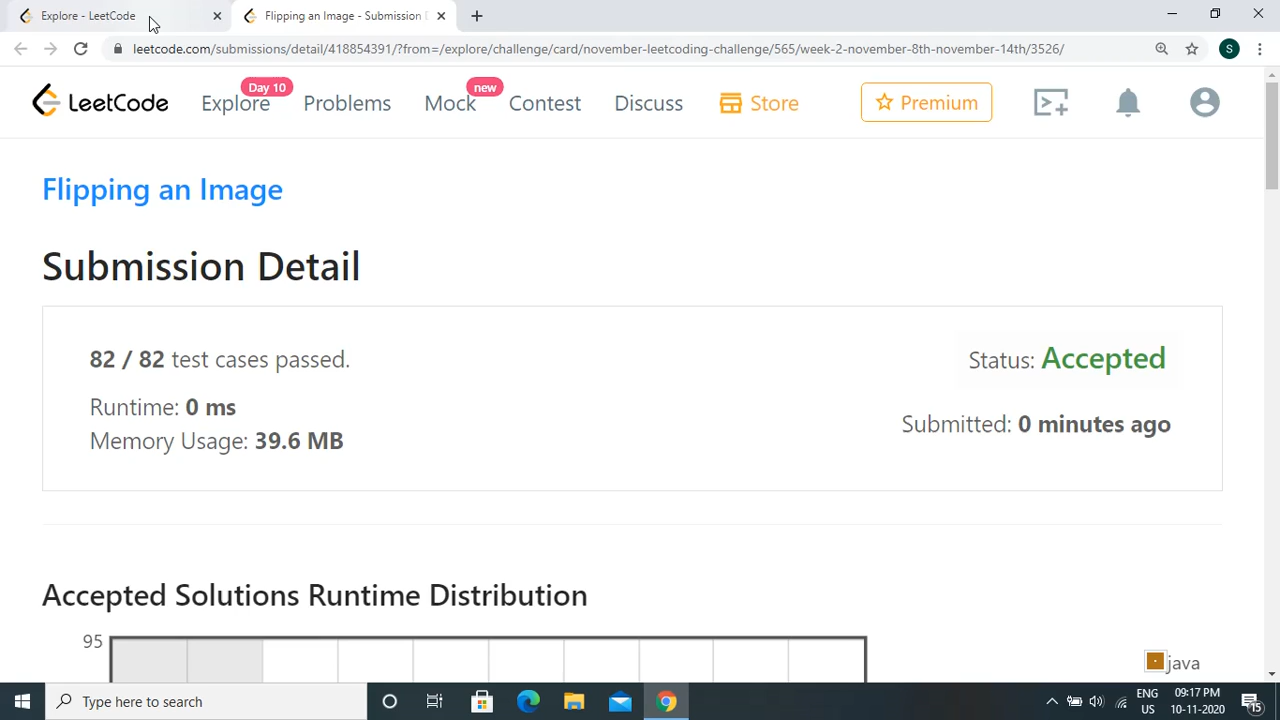 Explore - LeetCode
Flipping an Image - Submission D
leetcode.com/submissions/detail/418854391/?from=/explore/challenge/card/november-leetcoding-challenge/565/week-2-november-8th-november-14th/3526/
S
LeetCode
Explore
Day 10
Problems
Mock
new
Contest
Discuss
Store
Premium
Flipping an Image
Submission Detail
82 / 82 test cases passed.
Status: Accepted
Runtime: 0 ms
Submitted: 0 minutes ago
Memory Usage: 39.6 MB
Accepted Solutions Runtime Distribution
95
java
Type here to search
ENG
US
09:17 PM
10-11-2020
15